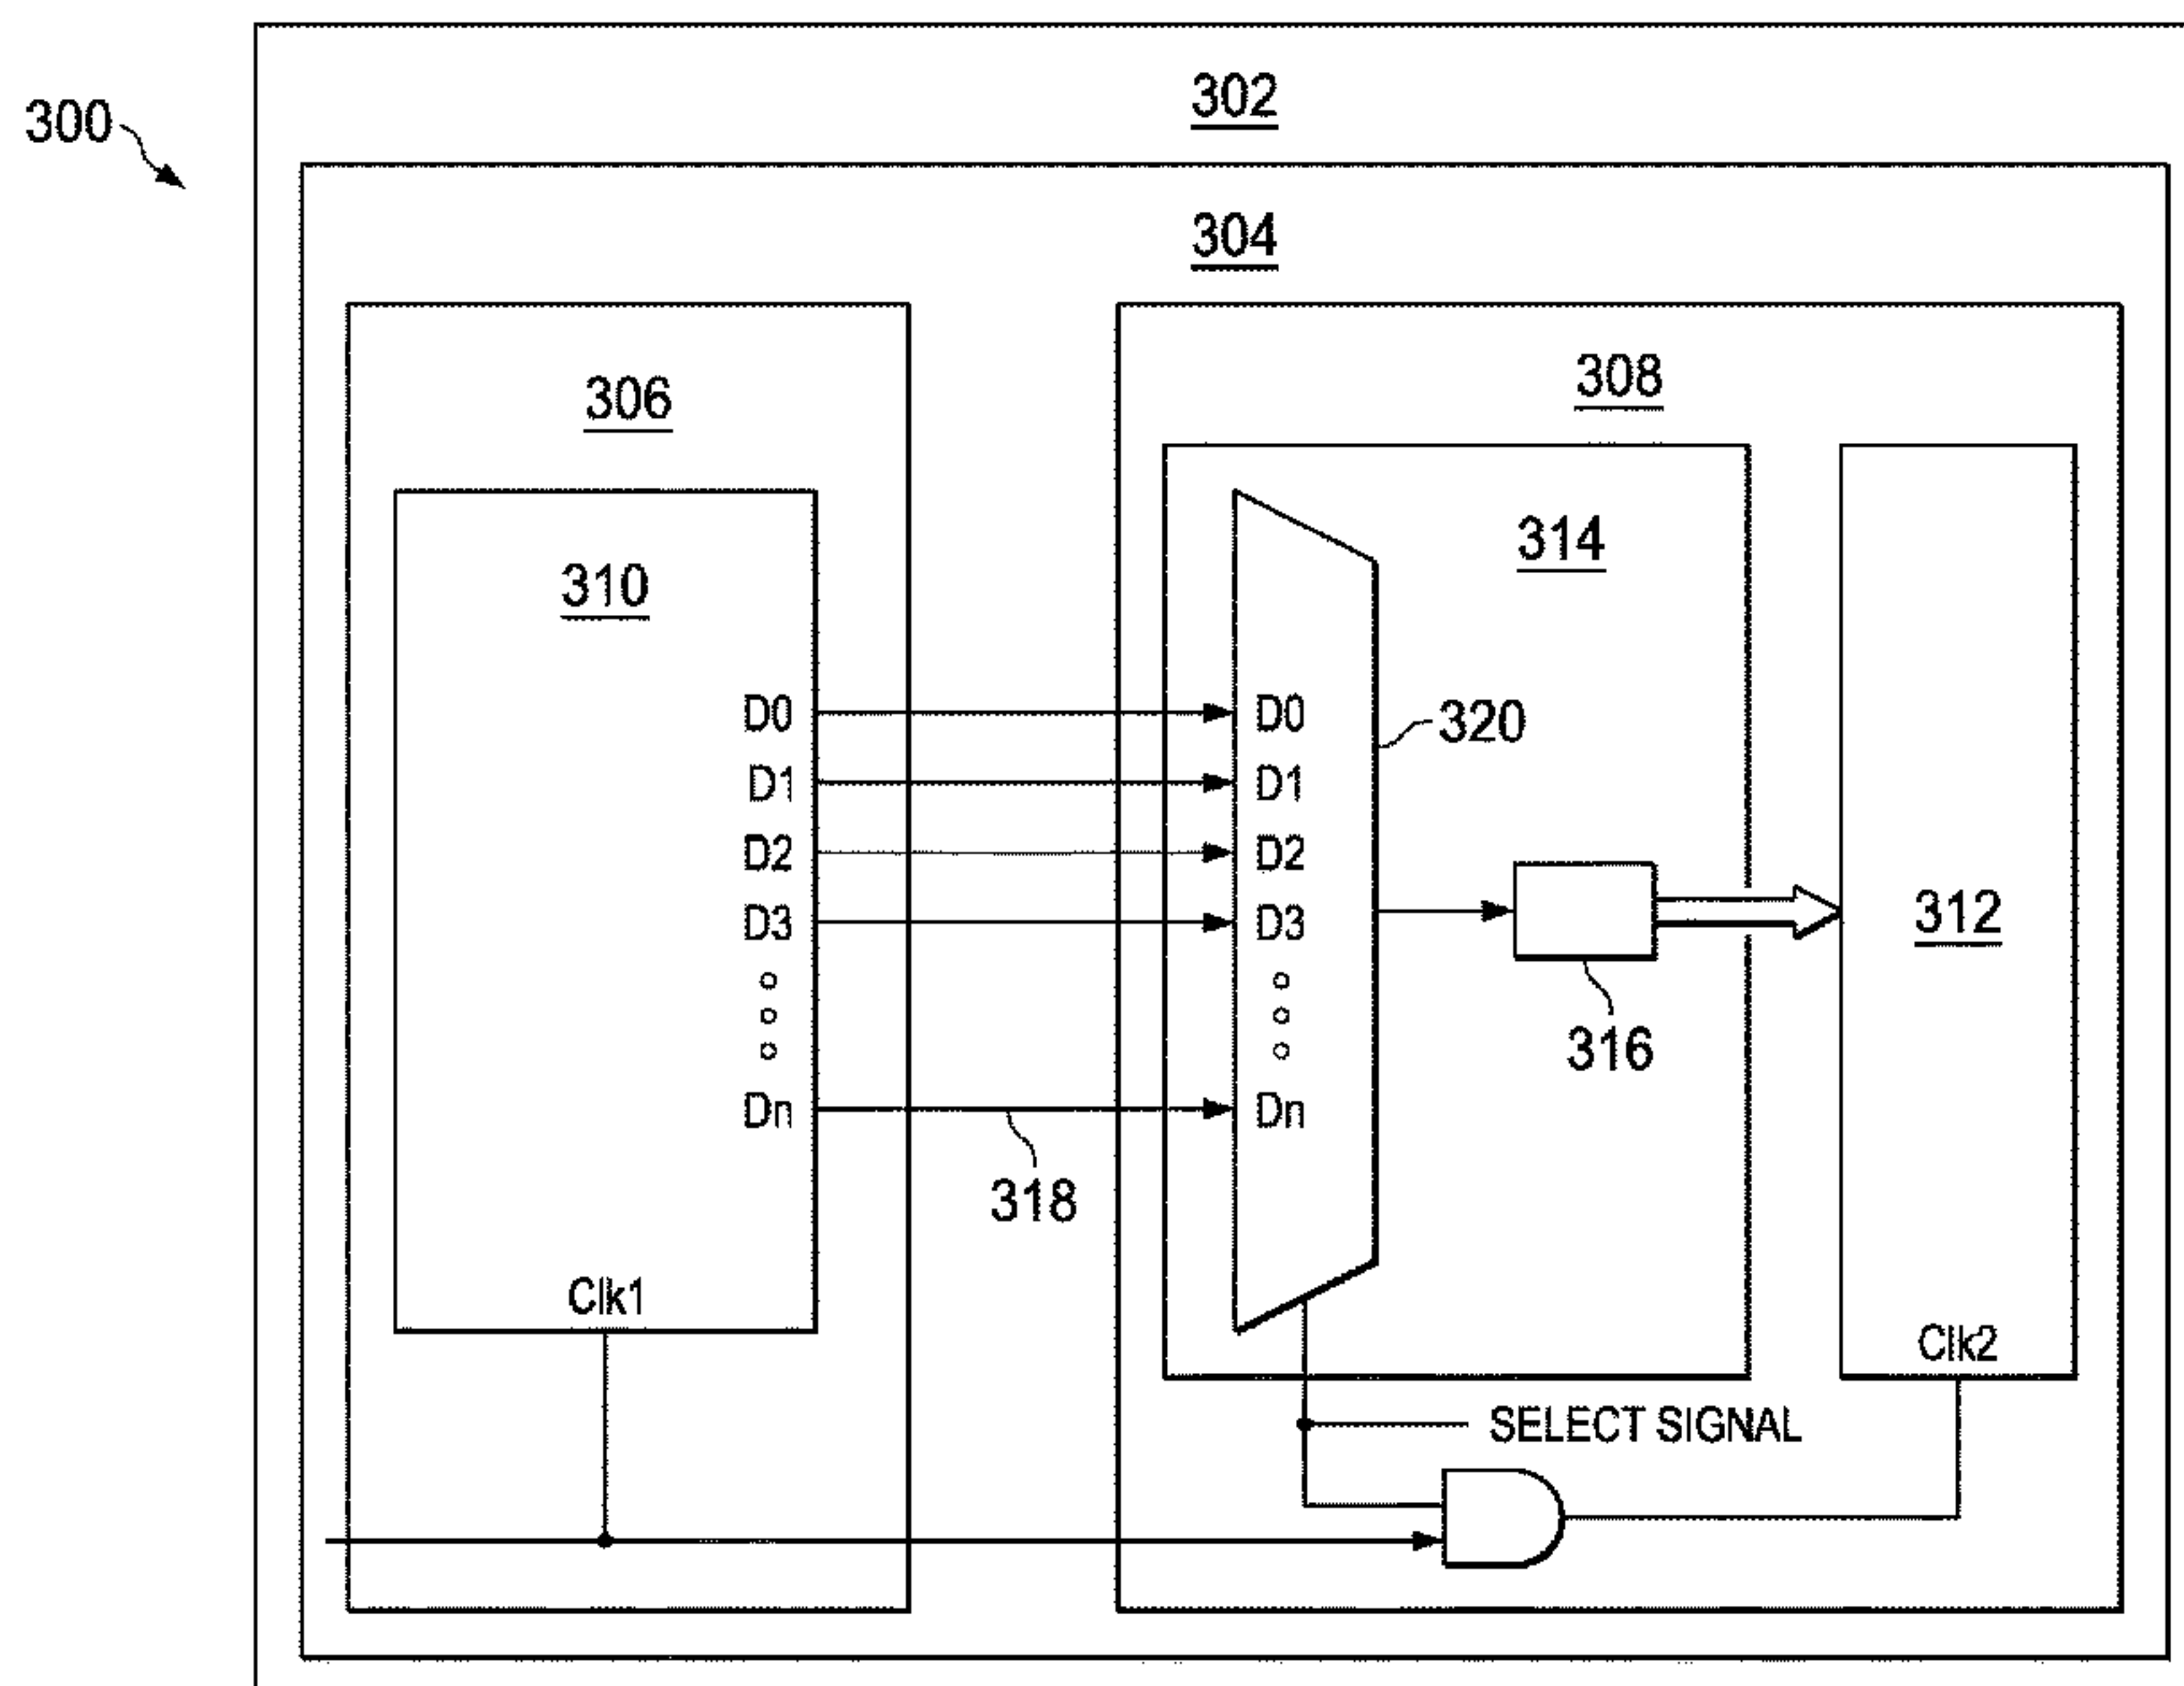 302
300
304
308
306
314
310
D0
D0
320
D1
D1
D2
D2
D3
D3
312
316
Dn
Dn
318
Clk1
Clk2
SELECT SIGNAL